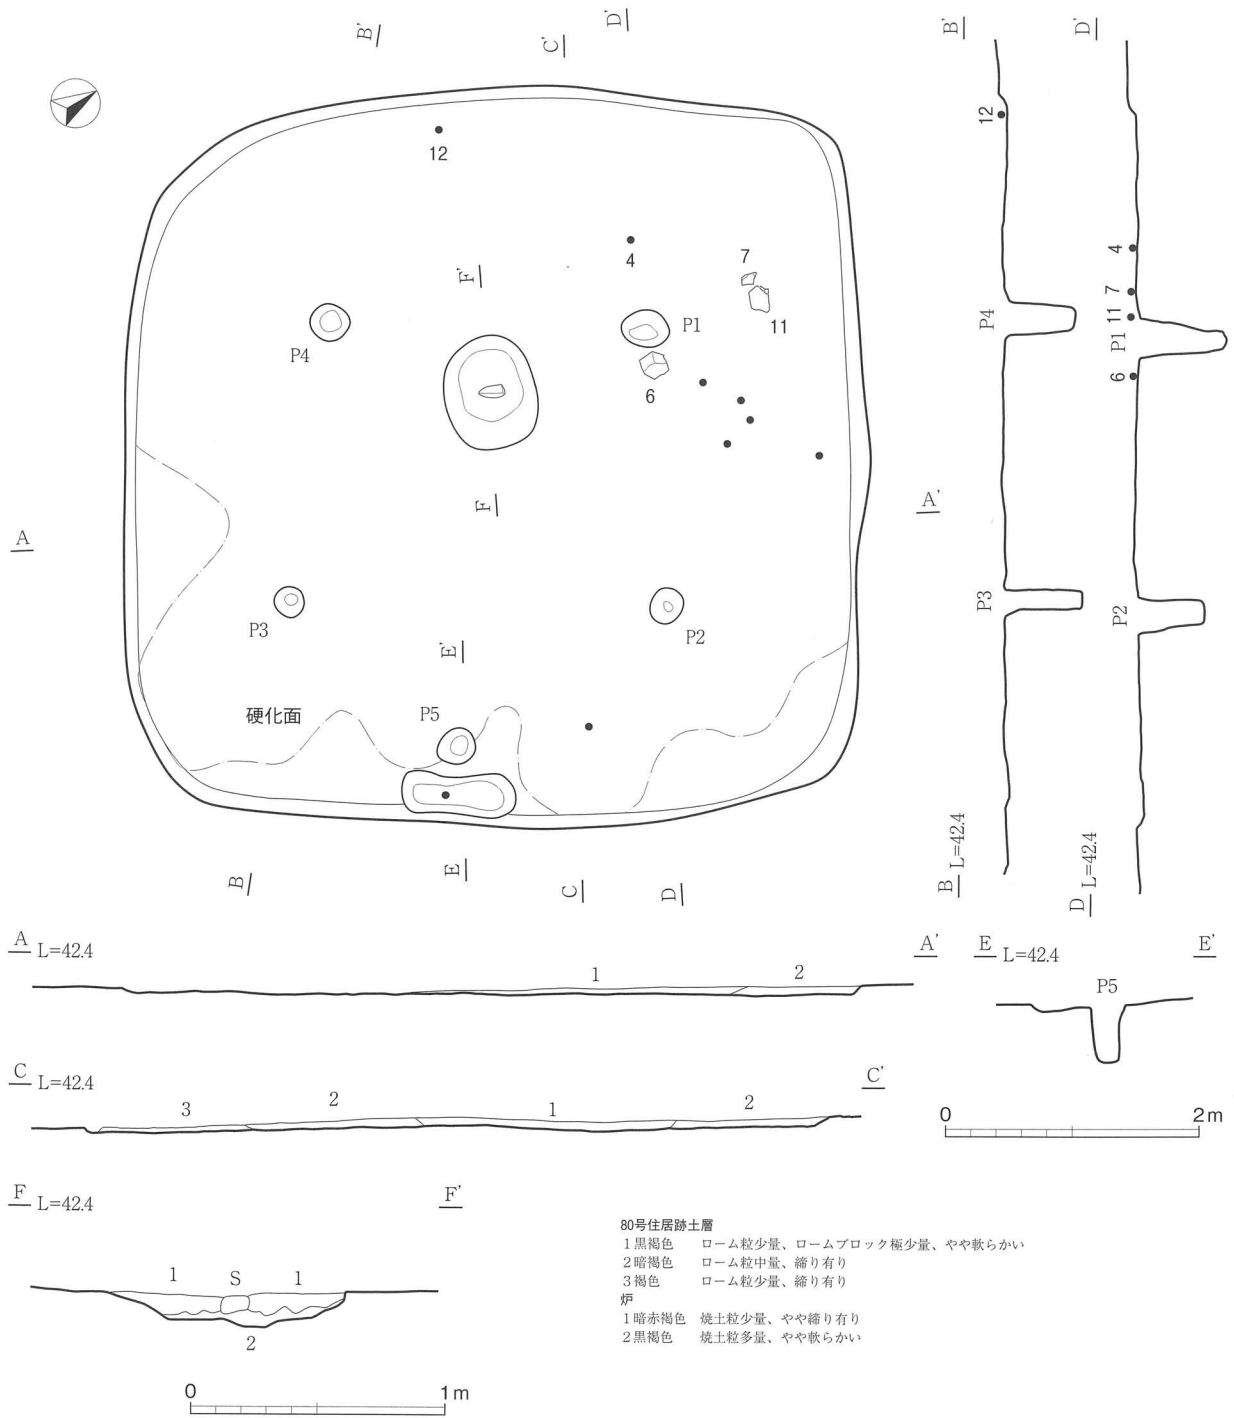 B'
C'
D'
B'
D'
12
12
4
7
11
P1
6
P4
F'
F
A
A'
P3
P2
E'
P5
硬化面
B
E
C
D
P4
4
7
11
P1
6
P3
P2
B L=42.4
D L=42.4
A L=42.4
A'
1
2
E L=42.4
E'
P5
C L=42.4
C'
3
2
1
2
0
2m
F L=42.4
F'
1
S
1
2
0
1m
80号住居跡土層
1黒褐色 ローム粒少量、ロームブロック極少量、やや軟らかい
2暗褐色 ローム粒中量、締り有り
3褐色 ローム粒少量、締り有り
炉
1暗赤褐色 焼土粒少量、やや締り有り
2黒褐色 焼土粒多量、やや軟らかい